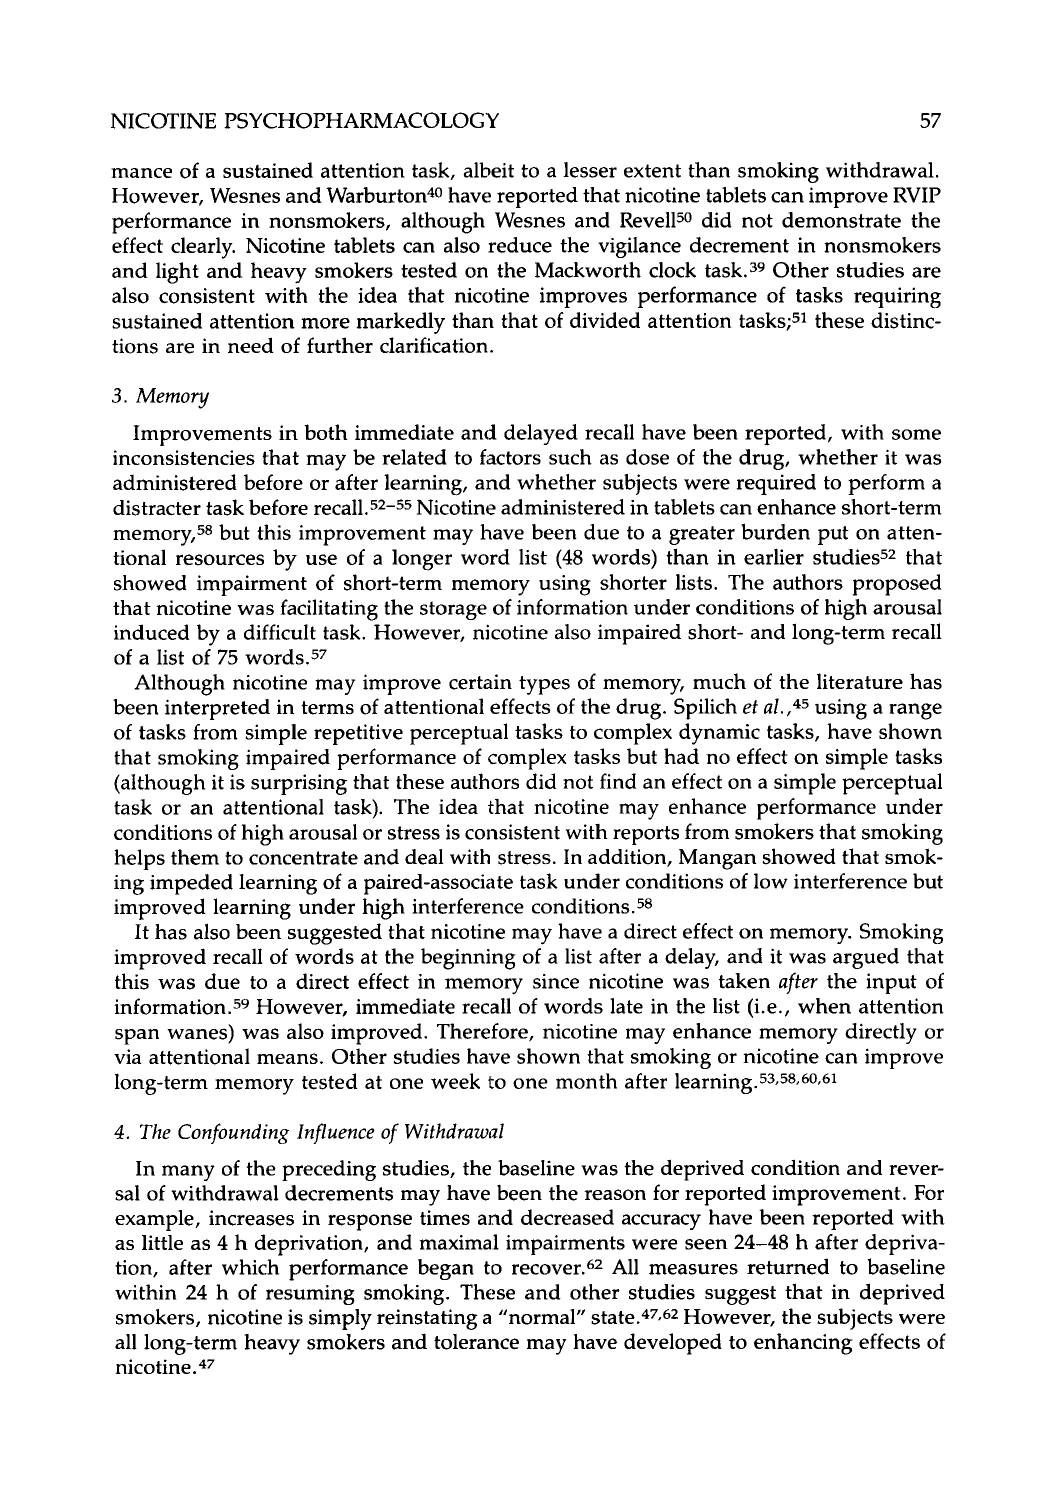 NICOTINE PSYCHOPHARMACOLOGY 57
mance of a sustained attention task, albeit to a lesser extent than smoking withdrawal.
However, Wesnes and Warburton⁴⁰ have reported that nicotine tablets can improve RVIP
performance in nonsmokers, although Wesnes and Revell⁵⁰ did not demonstrate the
effect clearly. Nicotine tablets can also reduce the vigilance decrement in nonsmokers
and light and heavy smokers tested on the Mackworth clock task.³⁹ Other studies are
also consistent with the idea that nicotine improves performance of tasks requiring
sustained attention more markedly than that of divided attention tasks;⁵¹ these distinc-
tions are in need of further clarification.
3. Memory
Improvements in both immediate and delayed recall have been reported, with some
inconsistencies that may be related to factors such as dose of the drug, whether it was
administered before or after learning, and whether subjects were required to perform a
distracter task before recall.⁵²⁻⁵⁵ Nicotine administered in tablets can enhance short-term
memory,⁵⁸ but this improvement may have been due to a greater burden put on atten-
tional resources by use of a longer word list (48 words) than in earlier studies⁵² that
showed impairment of short-term memory using shorter lists. The authors proposed
that nicotine was facilitating the storage of information under conditions of high arousal
induced by a difficult task. However, nicotine also impaired short- and long-term recall
of a list of 75 words.⁵⁷
Although nicotine may improve certain types of memory, much of the literature has
been interpreted in terms of attentional effects of the drug. Spilich et al.,⁴⁵ using a range
of tasks from simple repetitive perceptual tasks to complex dynamic tasks, have shown
that smoking impaired performance of complex tasks but had no effect on simple tasks
(although it is surprising that these authors did not find an effect on a simple perceptual
task or an attentional task). The idea that nicotine may enhance performance under
conditions of high arousal or stress is consistent with reports from smokers that smoking
helps them to concentrate and deal with stress. In addition, Mangan showed that smok-
ing impeded learning of a paired-associate task under conditions of low interference but
improved learning under high interference conditions.⁵⁸
It has also been suggested that nicotine may have a direct effect on memory. Smoking
improved recall of words at the beginning of a list after a delay, and it was argued that
this was due to a direct effect in memory since nicotine was taken after the input of
information.⁵⁹ However, immediate recall of words late in the list (i.e., when attention
span wanes) was also improved. Therefore, nicotine may enhance memory directly or
via attentional means. Other studies have shown that smoking or nicotine can improve
long-term memory tested at one week to one month after learning.⁵³,⁵⁸,⁶⁰,⁶¹
4. The Confounding Influence of Withdrawal
In many of the preceding studies, the baseline was the deprived condition and rever-
sal of withdrawal decrements may have been the reason for reported improvement. For
example, increases in response times and decreased accuracy have been reported with
as little as 4 h deprivation, and maximal impairments were seen 24–48 h after depriva-
tion, after which performance began to recover.⁶² All measures returned to baseline
within 24 h of resuming smoking. These and other studies suggest that in deprived
smokers, nicotine is simply reinstating a "normal" state.⁴⁷,⁶² However, the subjects were
all long-term heavy smokers and tolerance may have developed to enhancing effects of
nicotine.⁴⁷